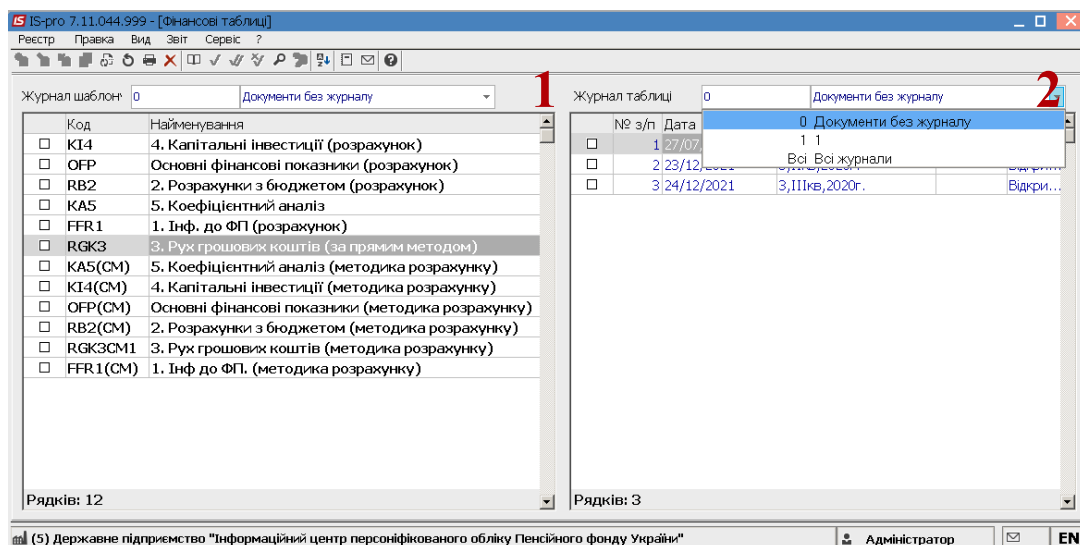 IS-pro 7.11.044.999 - [Фінансові таблиці]
Реєстр Правка Вид Звіт Сервіс ?
Журнал шаблон 0 Документи без журналу 1
Журнал таблиці 0 Документи без журналу 2
Код Найменування
KI4 4. Капітальні інвестиції (розрахунок)
OFP Основні фінансові показники (розрахунок)
RB2 2. Розрахунки з бюджетом (розрахунок)
KA5 5. Коефіцієнтний аналіз
FFR1 1. Інф. до ФП (розрахунок)
RGK3 3. Рух грошових коштів (за прямим методом)
KA5(CM) 5. Коефіцієнтний аналіз (методика розрахунку)
KI4(CM) 4. Капітальні інвестиції (методика розрахунку)
OFP(CM) Основні фінансові показники (методика розрахунку)
RB2(CM) 2. Розрахунки з бюджетом (методика розрахунку)
RGK3CM1 3. Рух грошових коштів (методика розрахунку)
FFR1(CM) 1. Інф до ФП. (методика розрахунку)
Рядків: 12
№ з/п Дата
0 Документи без журналу
1 1
Всі Всі журнали
1 27/07
2 23/12
3 24/12/2021 3,IIIкв,2020г. Відкри...
Рядків: 3
(5) Державне підприємство "Інформаційний центр персоніфікованого обліку Пенсійного фонду України"
Адміністратор
EN